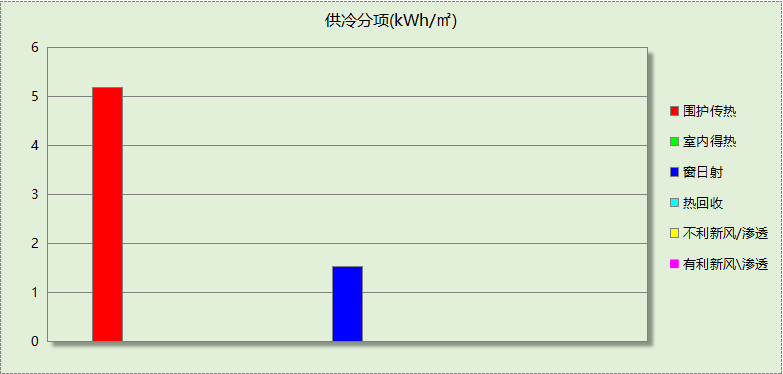 供冷分项(kWh/㎡)
6
5
4
3
2
1
0
围护传热
室内得热
窗日射
热回收
不利新风/渗透
有利新风\渗透